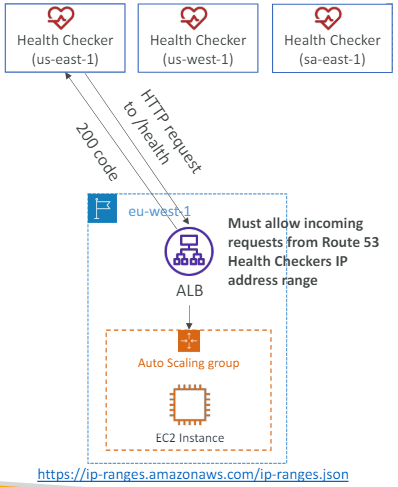 Health Checker
(us-east-1)
Health Checker
(us-west-1)
Health Checker
(sa-east-1)
HTTP request
to /health
200 code
eu-west-1
Must allow incoming
requests from Route 53
Health Checkers IP
address range
ALB
Auto Scaling group
EC2 Instance
https://ip-ranges.amazonaws.com/ip-ranges.json